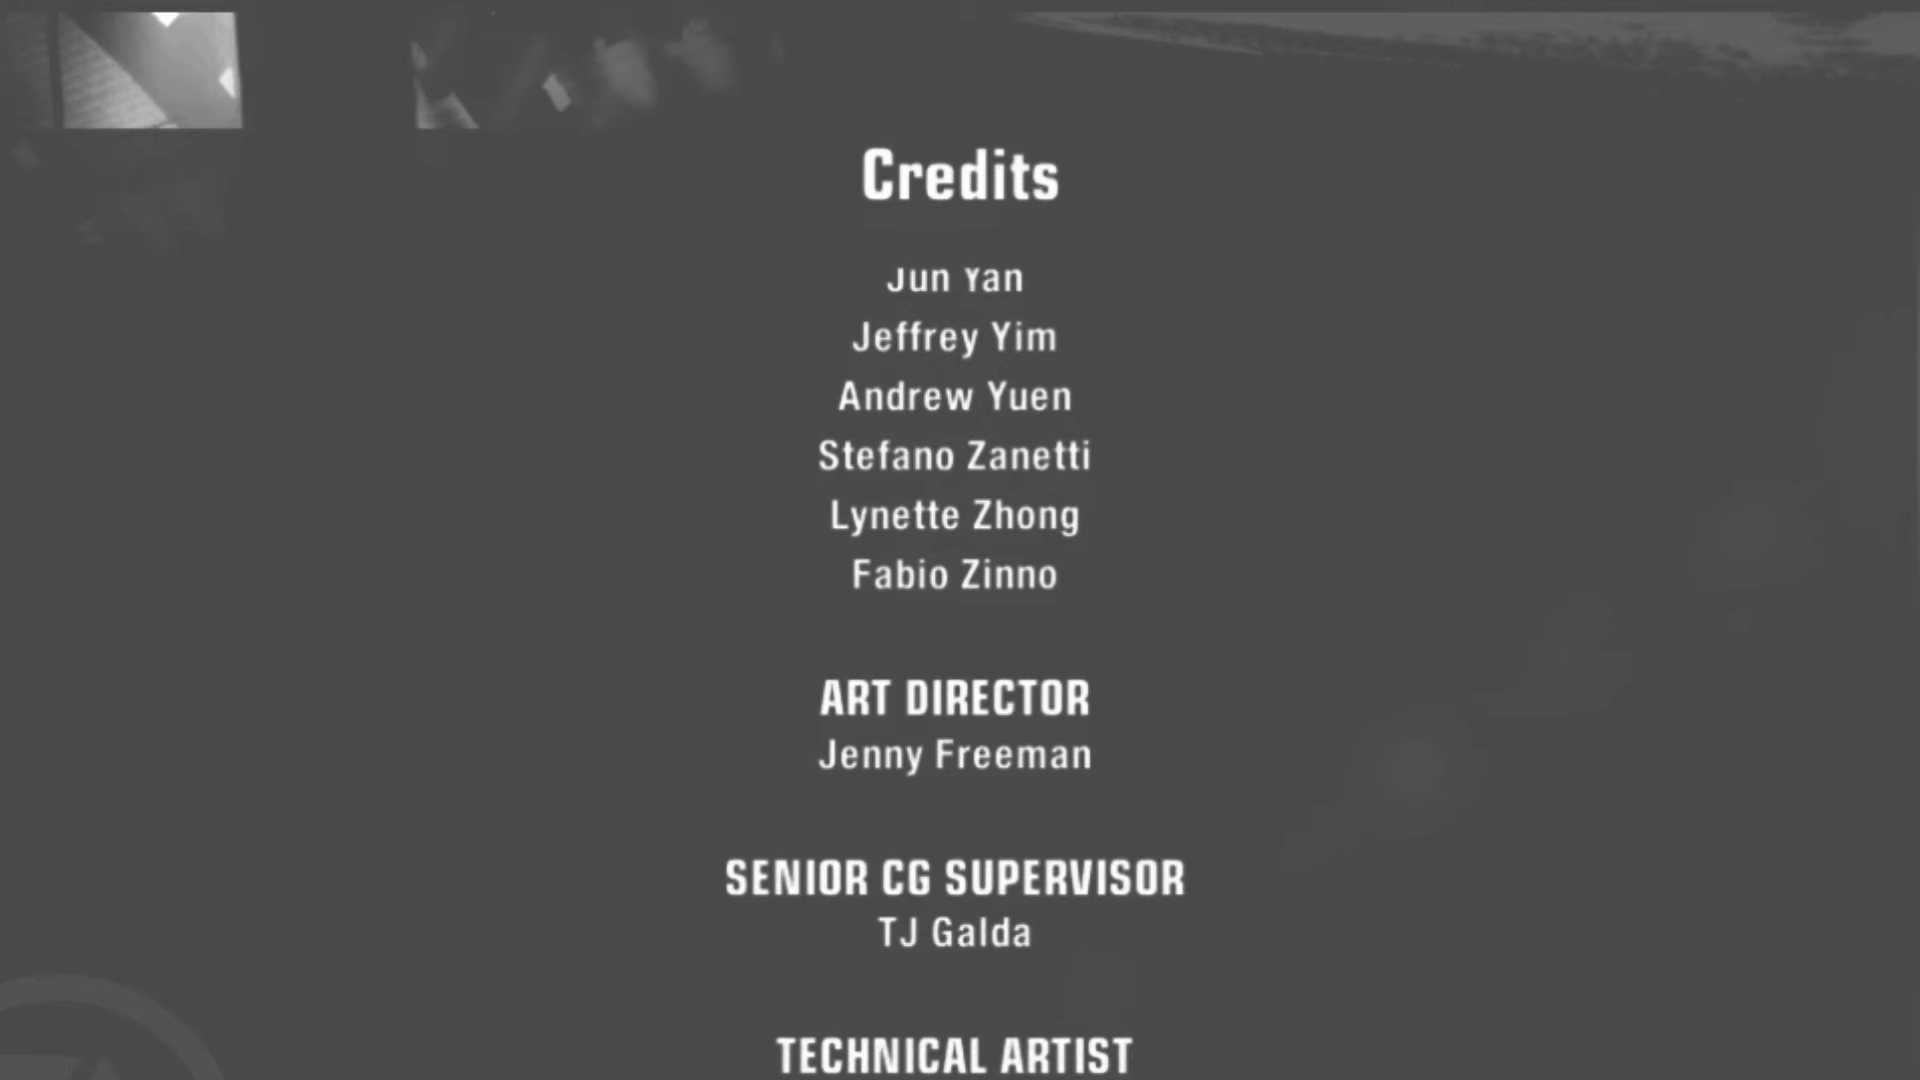 Credits
Jun Yan
Jeffrey Yim
Andrew Yuen
Stefano Zanetti
Lynette Zhong
Fabio Zinno
ART DIRECTOR
Jenny Freeman
SENIOR CG SUPERVISOR
TJ Galda
TECHNICAL ARTIST